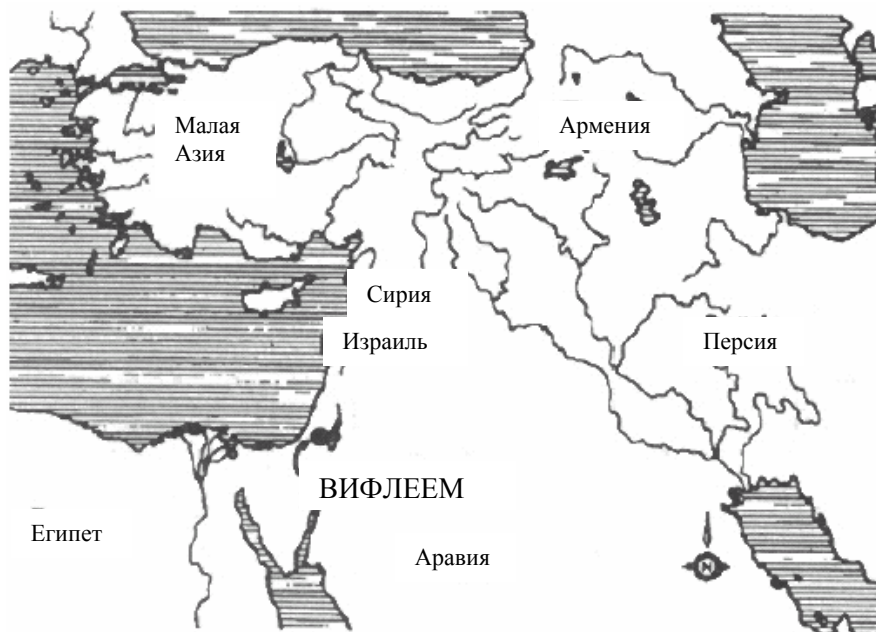 Малая
Азия
Армения
Сирия
Израиль
Персия
ВИФЛЕЕМ
Египет
Аравия
N